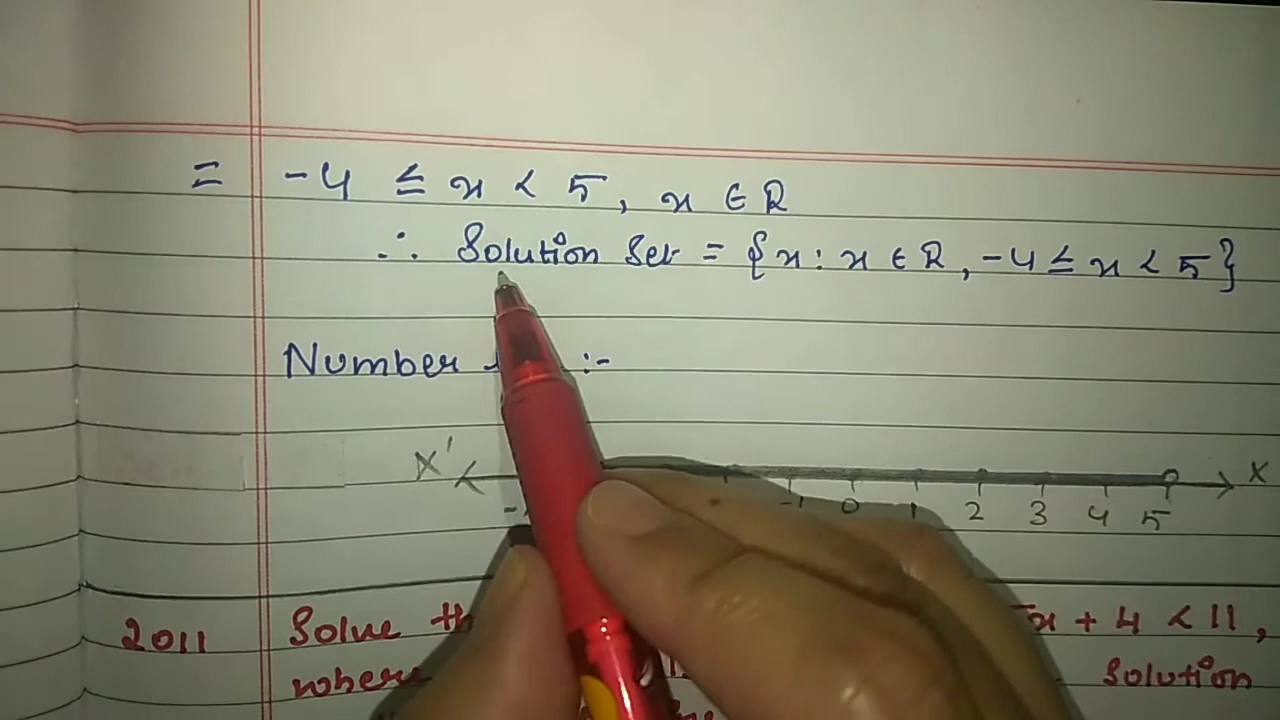 = -4 ≤ x < 5, x ∈ R
∴ Solution Set = {x : x ∈ R, -4 ≤ x < 5}
Number :-
X' X
-1 0 1 2 3 4 5
2011 Solve x + 4 < 11,
where Solution